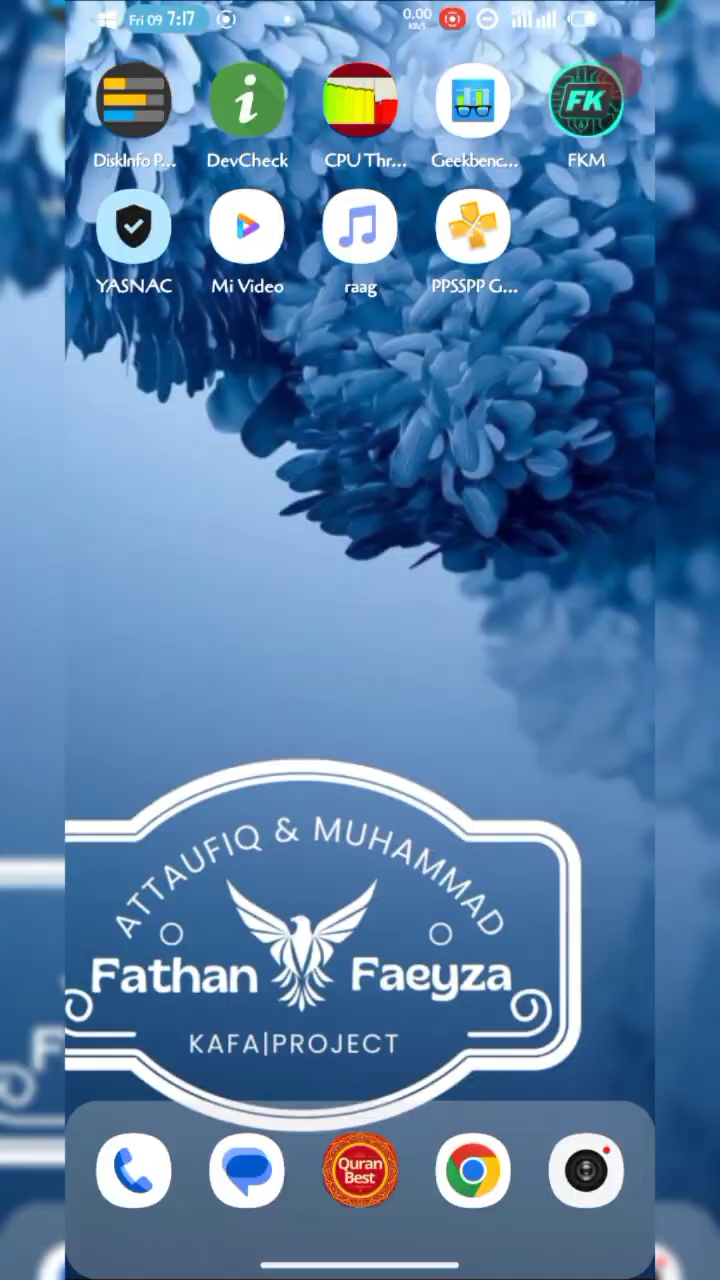 Fri 09 7:17
0.00
KB/S
DiskInfo P... DevCheck CPU Thr... Geekbenc... FKM
FK
YASNAC Mi Video raag PPSSPP G...
ATTAUFIQ & MUHAMMAD
Fathan Faeyza
KAFA|PROJECT
Quran
Best